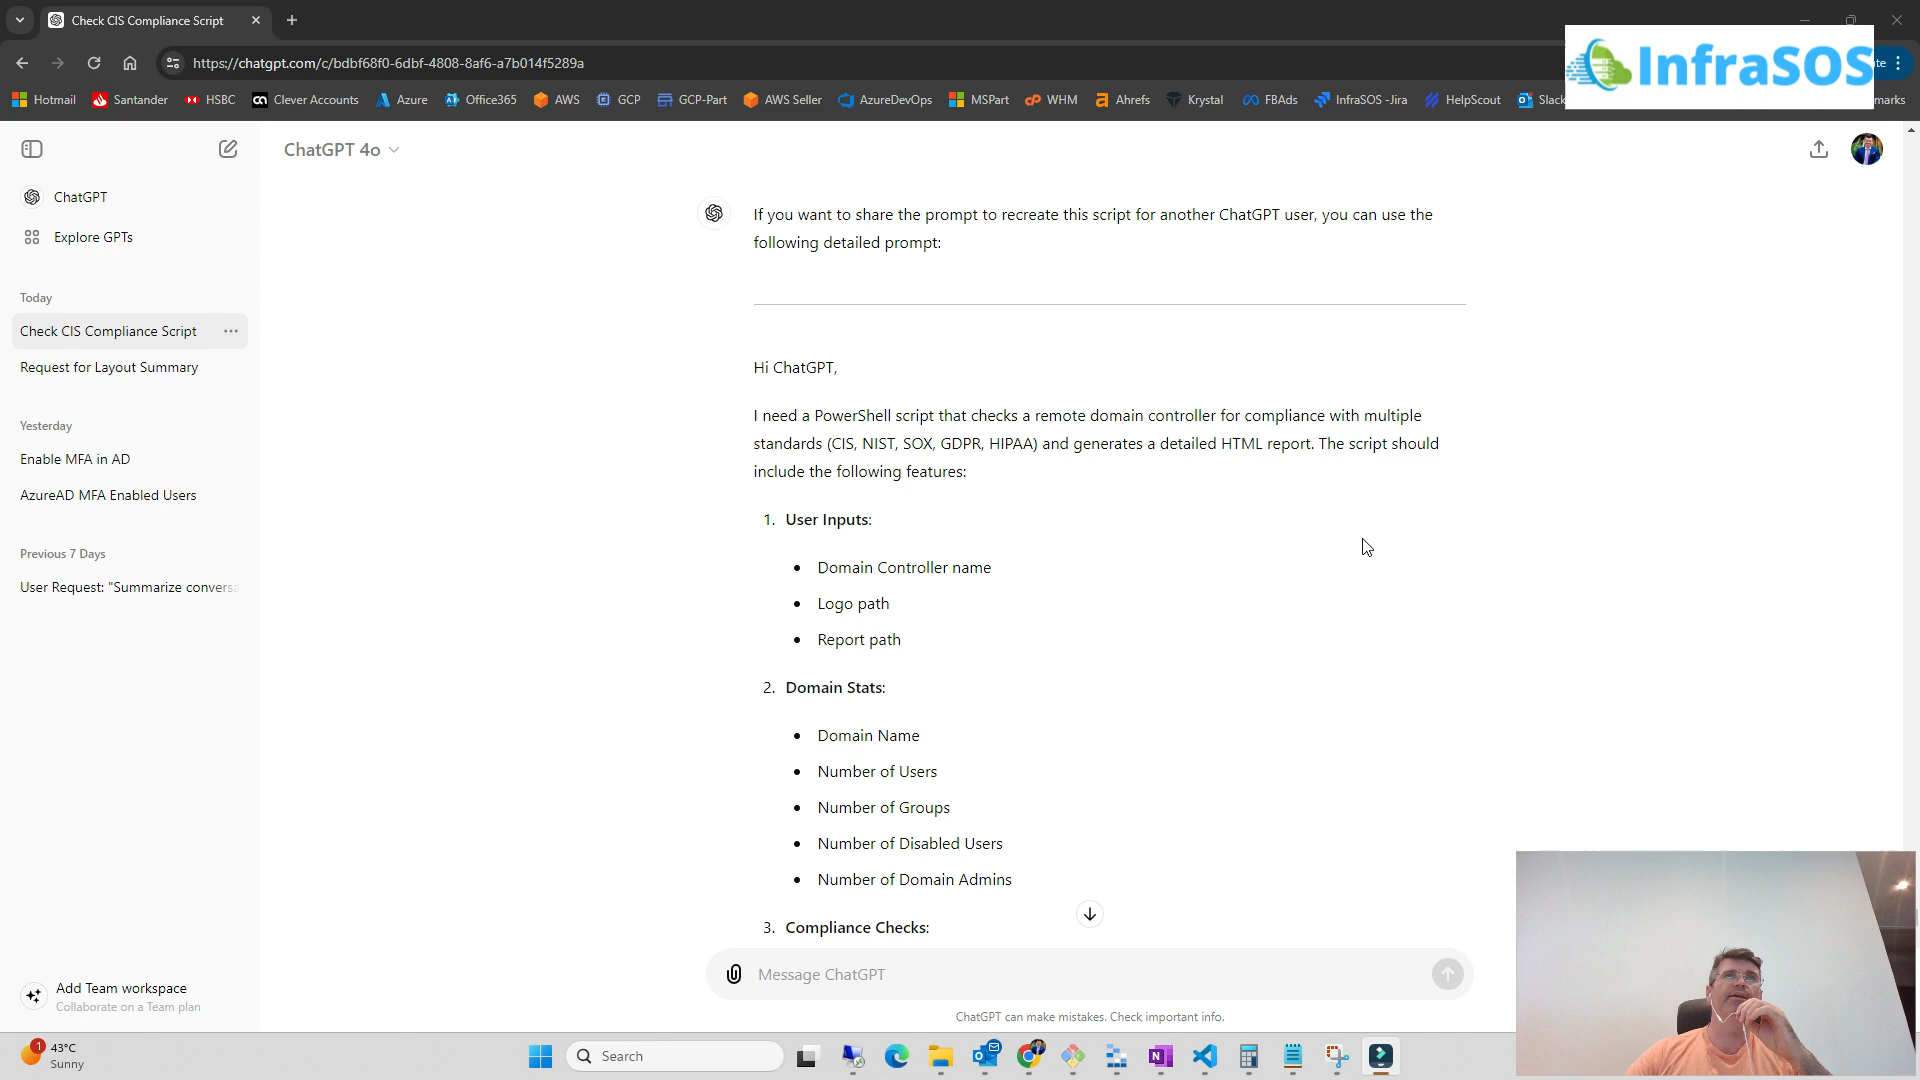 Check CIS Compliance Script
https://chatgpt.com/c/bdbf68f0-6dbf-4808-8af6-a7b014f5289a
InfraSOS
Hotmail
Santander
HSBC
Clever Accounts
Azure
Office365
AWS
GCP
GCP-Part
AWS Seller
AzureDevOps
MSPart
WHM
Ahrefs
Krystal
FBAds
InfraSOS -Jira
HelpScout
Slack
ChatGPT 4o
ChatGPT
Explore GPTs
Today
Check CIS Compliance Script
Request for Layout Summary
Yesterday
Enable MFA in AD
AzureAD MFA Enabled Users
Previous 7 Days
User Request: "Summarize conversa
Add Team workspace
Collaborate on a Team plan
If you want to share the prompt to recreate this script for another ChatGPT user, you can use the
following detailed prompt:
Hi ChatGPT,
I need a PowerShell script that checks a remote domain controller for compliance with multiple
standards (CIS, NIST, SOX, GDPR, HIPAA) and generates a detailed HTML report. The script should
include the following features:
1. User Inputs:
• Domain Controller name
• Logo path
• Report path
2. Domain Stats:
• Domain Name
• Number of Users
• Number of Groups
• Number of Disabled Users
• Number of Domain Admins
3. Compliance Checks:
Message ChatGPT
ChatGPT can make mistakes. Check important info.
1
43°C
Sunny
Search